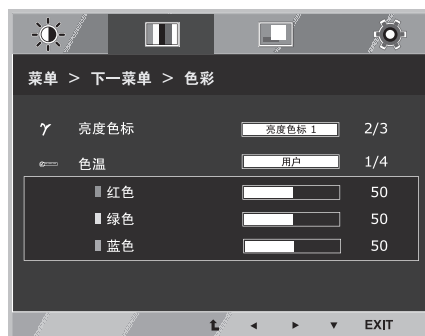 菜单 > 下一菜单 > 色彩
γ 亮度色标 亮度色标 1 2/3
色温 用户 1/4
红色 50
绿色 50
蓝色 50
EXIT